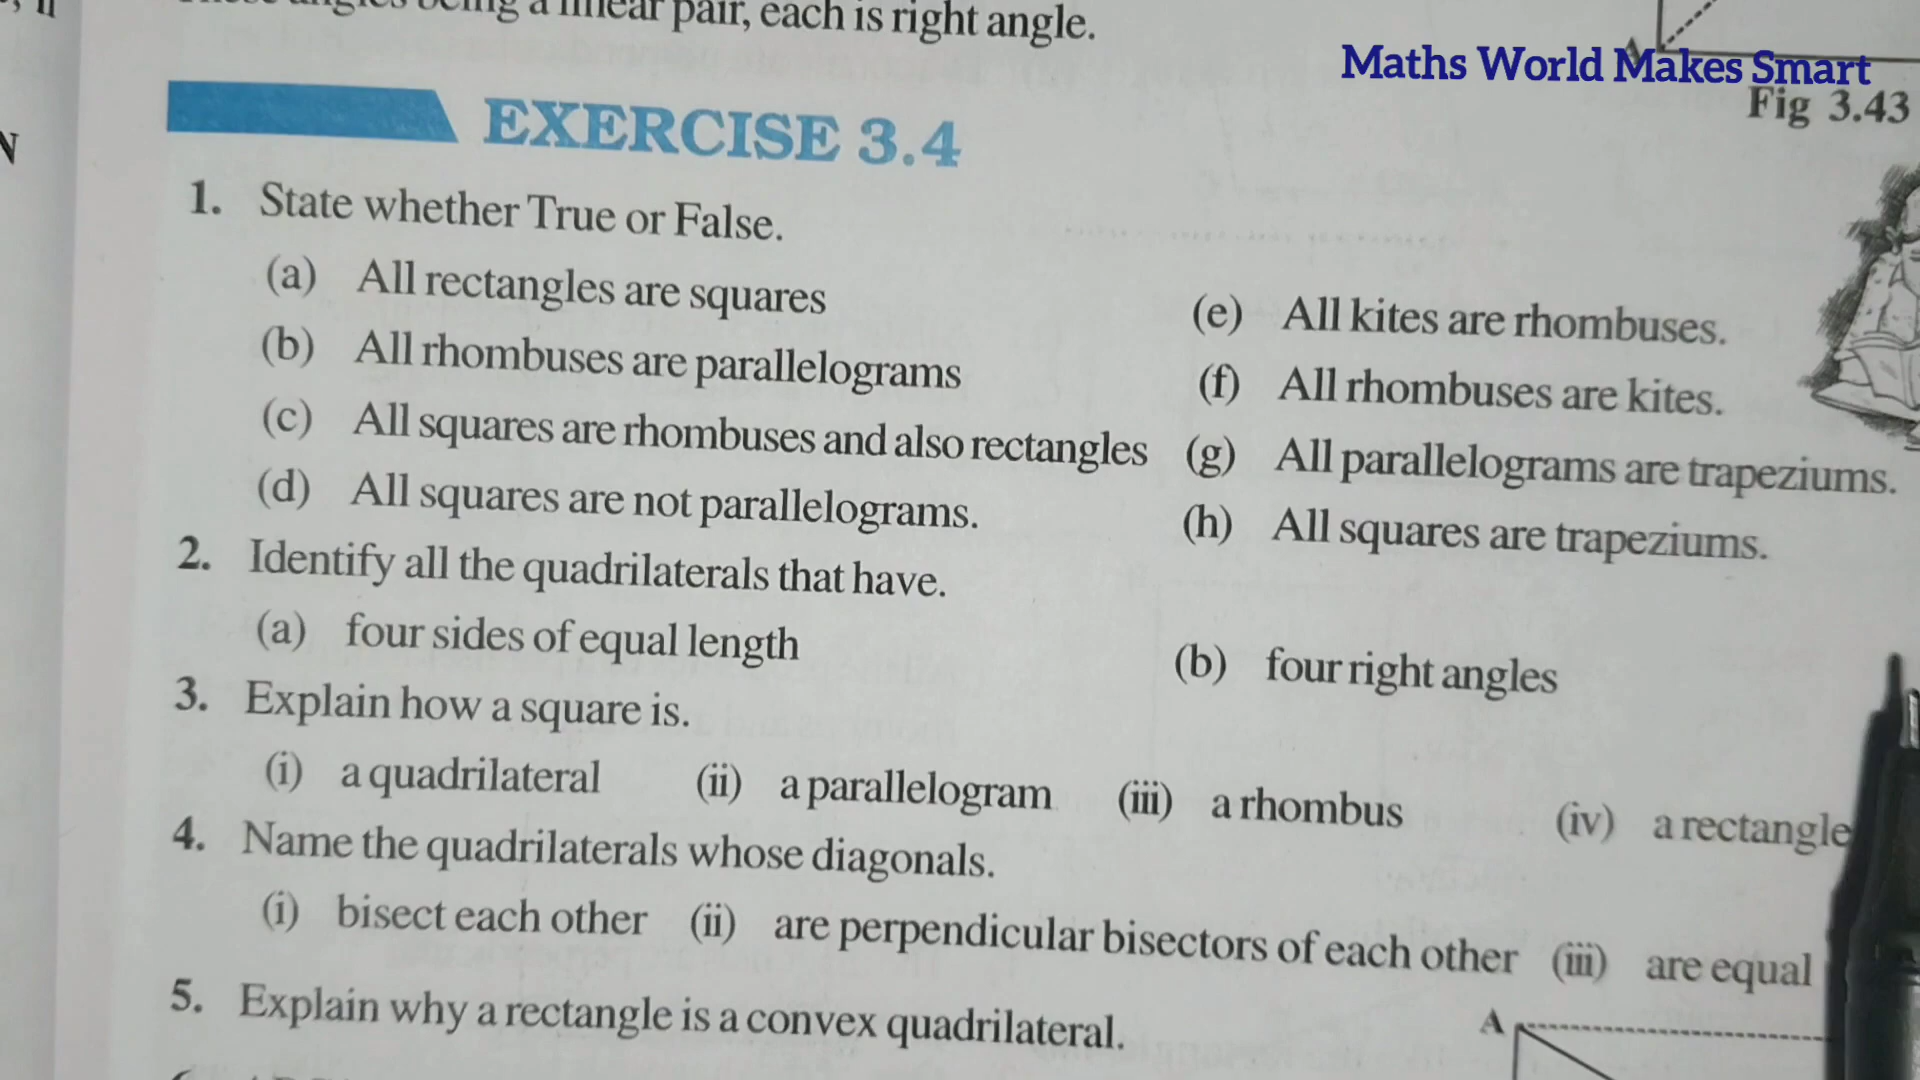 being a linear pair, each is right angle.
Maths World Makes Smart
Fig 3.43
EXERCISE 3.4
1. State whether True or False.
(a) All rectangles are squares
(b) All rhombuses are parallelograms
(c) All squares are rhombuses and also rectangles
(d) All squares are not parallelograms.
(e) All kites are rhombuses.
(f) All rhombuses are kites.
(g) All parallelograms are trapeziums.
(h) All squares are trapeziums.
2. Identify all the quadrilaterals that have.
(a) four sides of equal length (b) four right angles
3. Explain how a square is.
(i) a quadrilateral (ii) a parallelogram (iii) a rhombus (iv) a rectangle
4. Name the quadrilaterals whose diagonals.
(i) bisect each other (ii) are perpendicular bisectors of each other (iii) are equal
5. Explain why a rectangle is a convex quadrilateral.
A